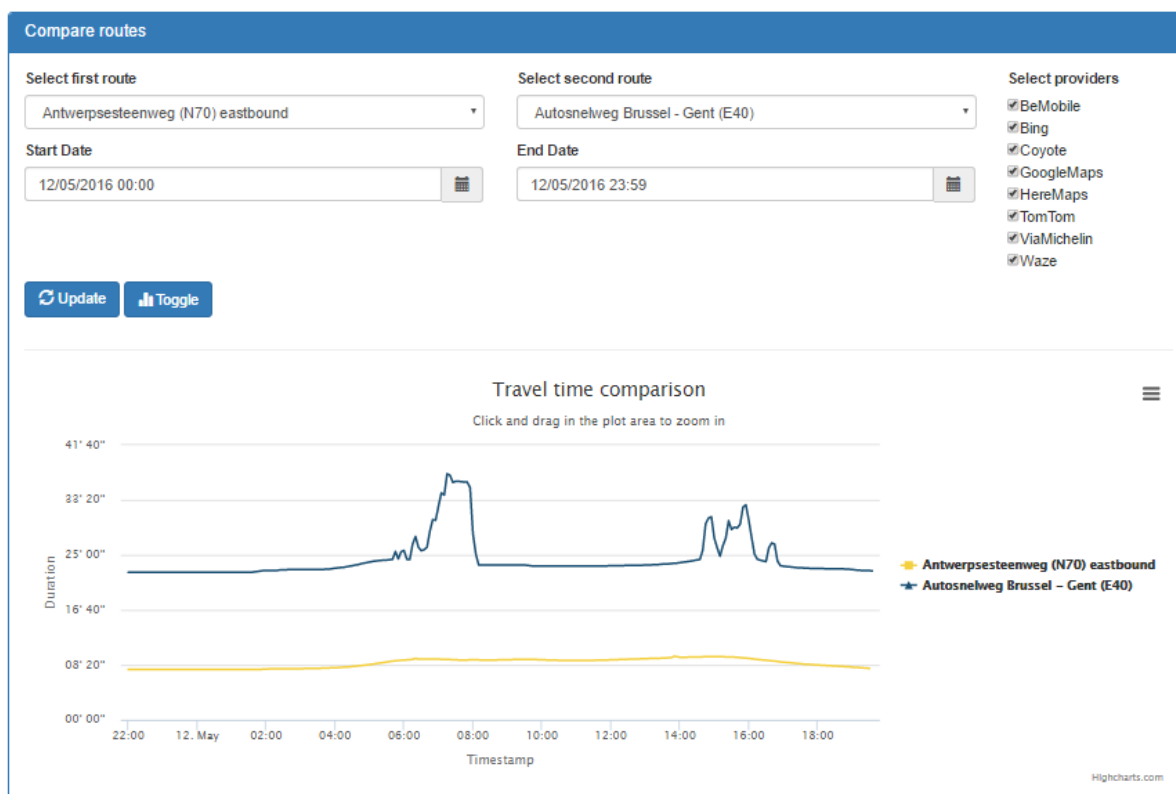 Compare routes
Select first route
Select second route
Select providers
Antwerpsesteenweg (N70) eastbound
Autosnelweg Brussel - Gent (E40)
BeMobile
Bing
Start Date
End Date
Coyote
12/05/2016 00:00
12/05/2016 23:59
GoogleMaps
HereMaps
TomTom
ViaMichelin
Waze
Update
Toggle
Travel time comparison
Click and drag in the plot area to zoom in
41' 40"
33' 20"
25' 00"
16' 40"
08' 20"
00' 00"
Duration
Antwerpsesteenweg (N70) eastbound
Autosnelweg Brussel – Gent (E40)
22:00 12. May 02:00 04:00 06:00 08:00 10:00 12:00 14:00 16:00 18:00
Timestamp
Highcharts.com